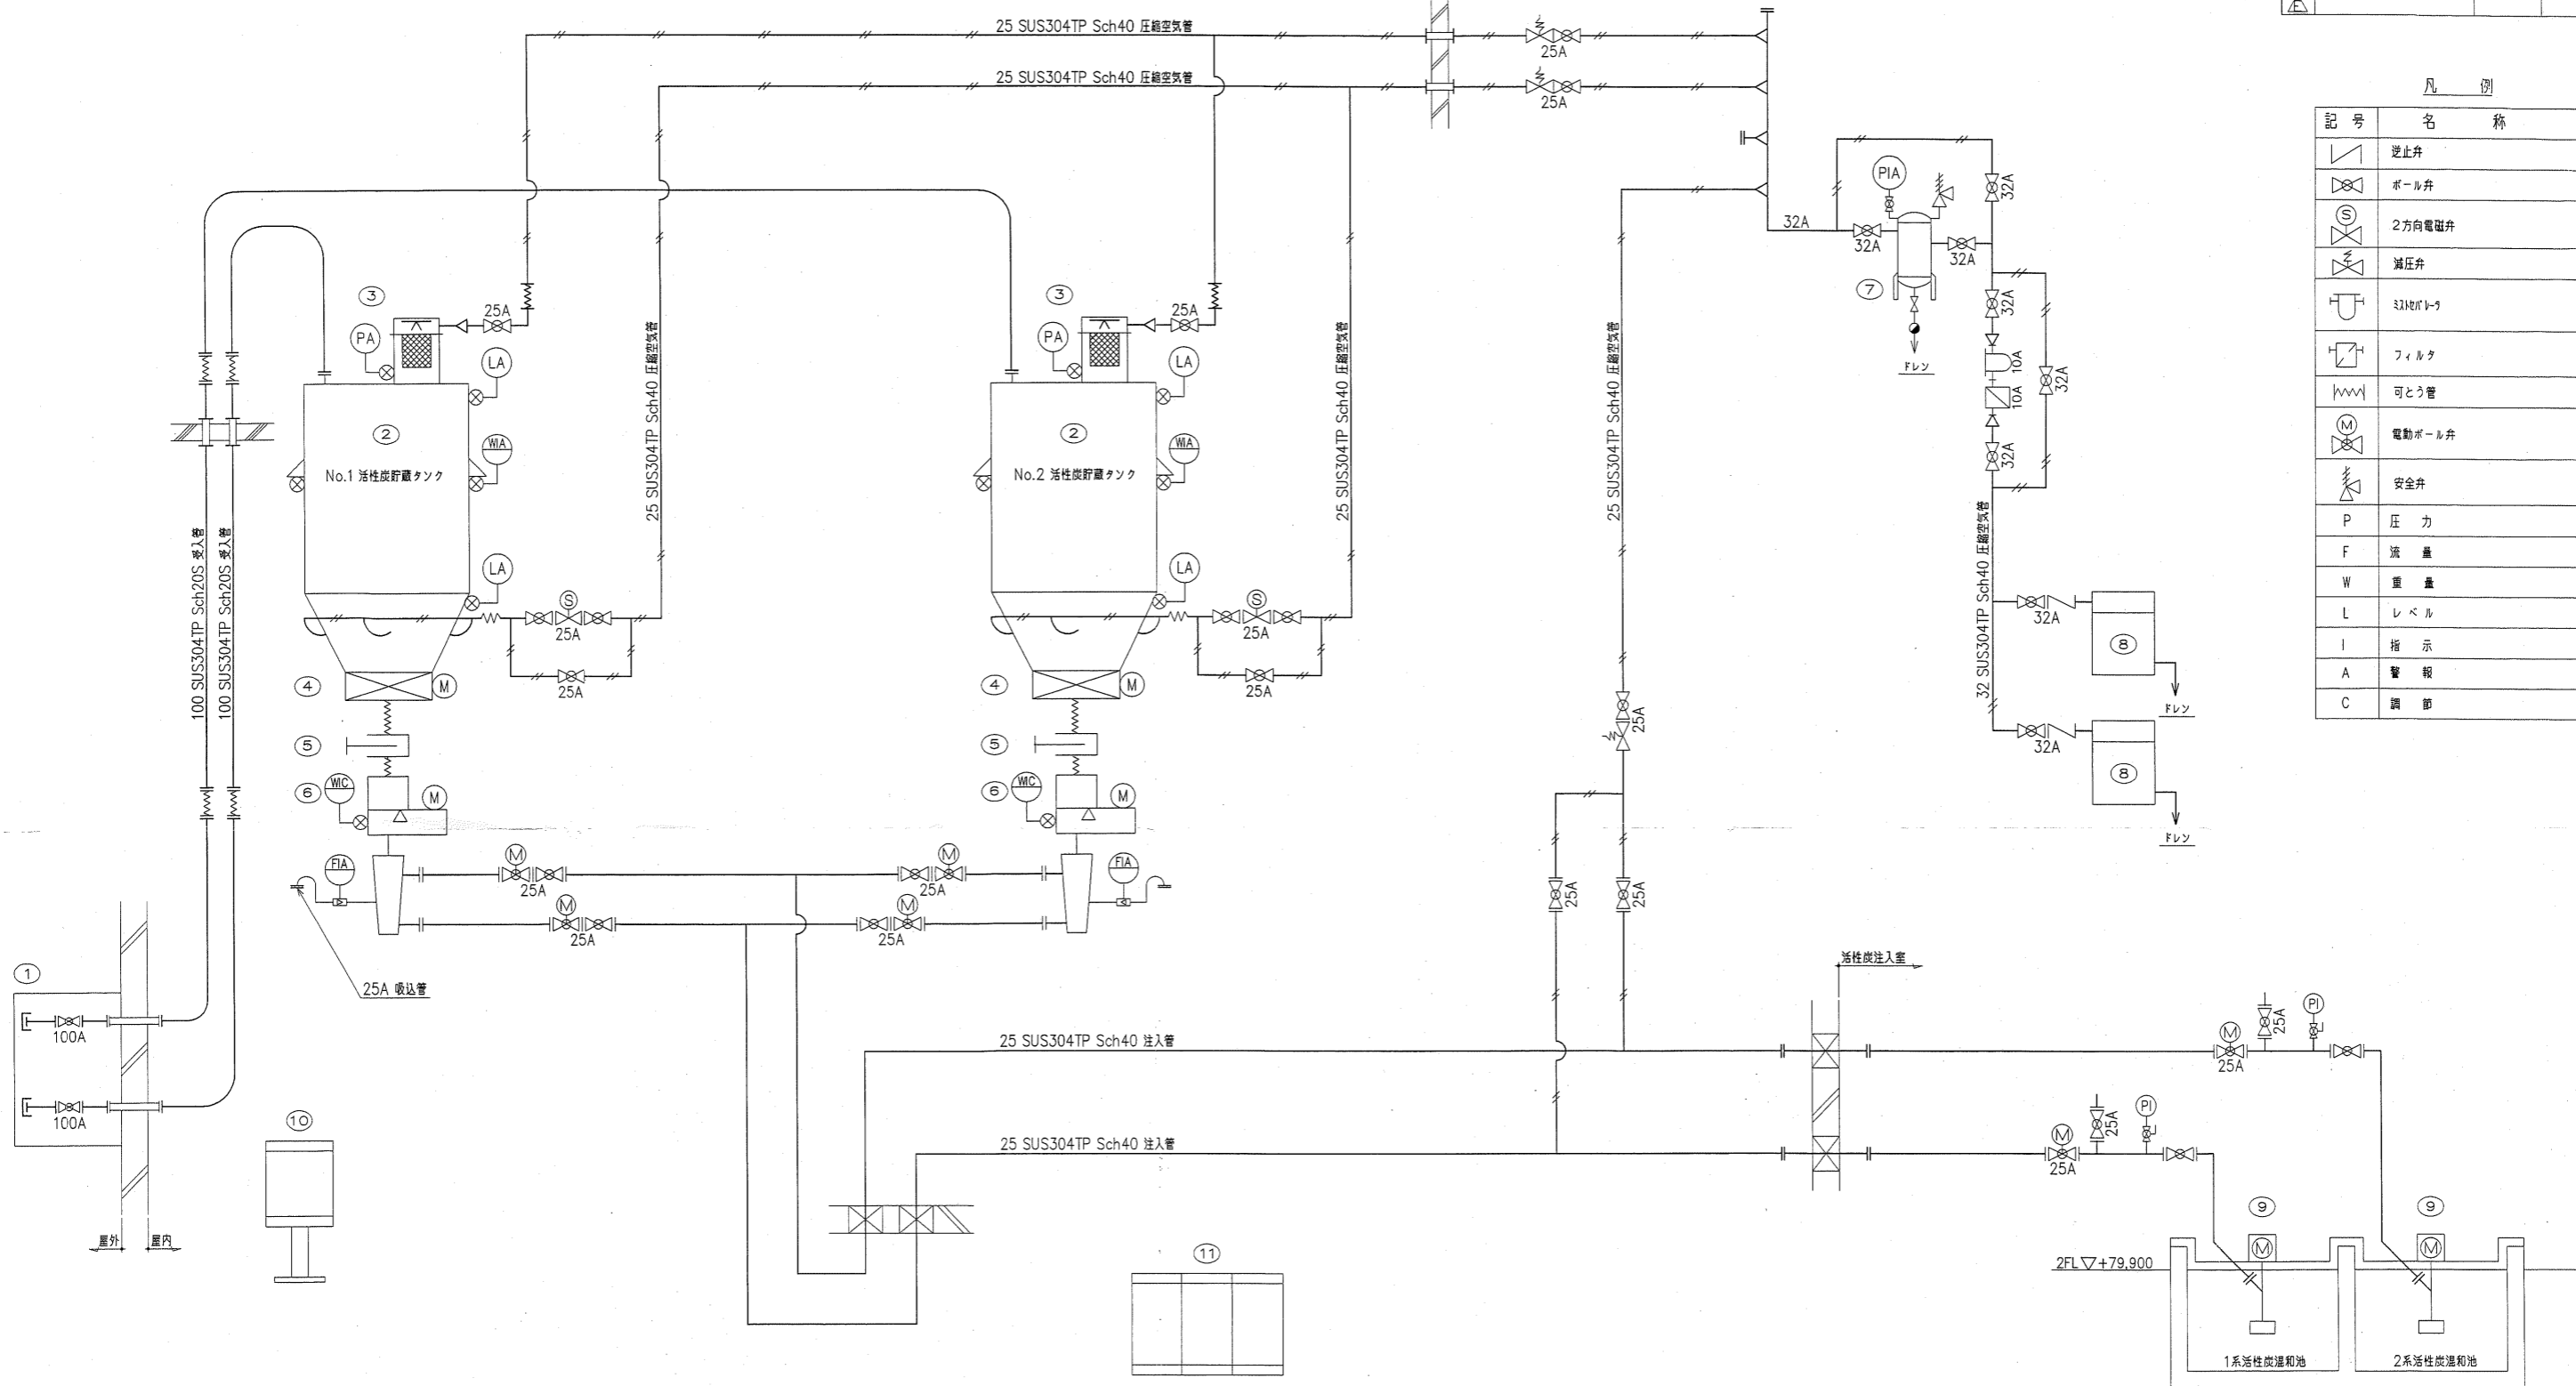 25 SUS304TP Sch40 圧縮空気管
25A
25 SUS304TP Sch40 圧縮空気管
25A
凡 例
記 号 名 称
逆止弁
ボール弁
S 2方向電磁弁
減圧弁
ミストセパレータ
フィルタ
可とう管
M 電動ボール弁
安全弁
P 圧 力
F 流 量
W 重 量
L レベル
I 指 示
A 警 報
C 調 節
PIA
32A
32A
32A
32A
7
ドレン
32A
10A
10A
32A
32A
32 SUS304TP Sch40 圧縮空気管
32A
8
ドレン
32A
8
ドレン
3
25A
PA
LA
2
WIA
No.1 活性炭貯蔵タンク
LA
S
25A
25A
4
M
5
6
WIC
M
FIA
25 SUS304TP Sch40 圧縮空気管
3
25A
PA
LA
2
WIA
No.2 活性炭貯蔵タンク
LA
S
25A
25A
4
M
5
6
WIC
M
FIA
25 SUS304TP Sch40 圧縮空気管
25 SUS304TP Sch40 圧縮空気管
25A
25A
25A
100 SUS304TP Sch20S 受入管
100 SUS304TP Sch20S 受入管
M
25A
M
25A
M
25A
M
25A
25A 吸込管
1
100A
100A
屋外
屋内
10
11
25 SUS304TP Sch40 注入管
25 SUS304TP Sch40 注入管
活性炭注入室
M
25A
25A
PI
M
25A
25A
PI
9
M
9
M
2FL▽+79,900
1系活性炭混和池
2系活性炭混和池